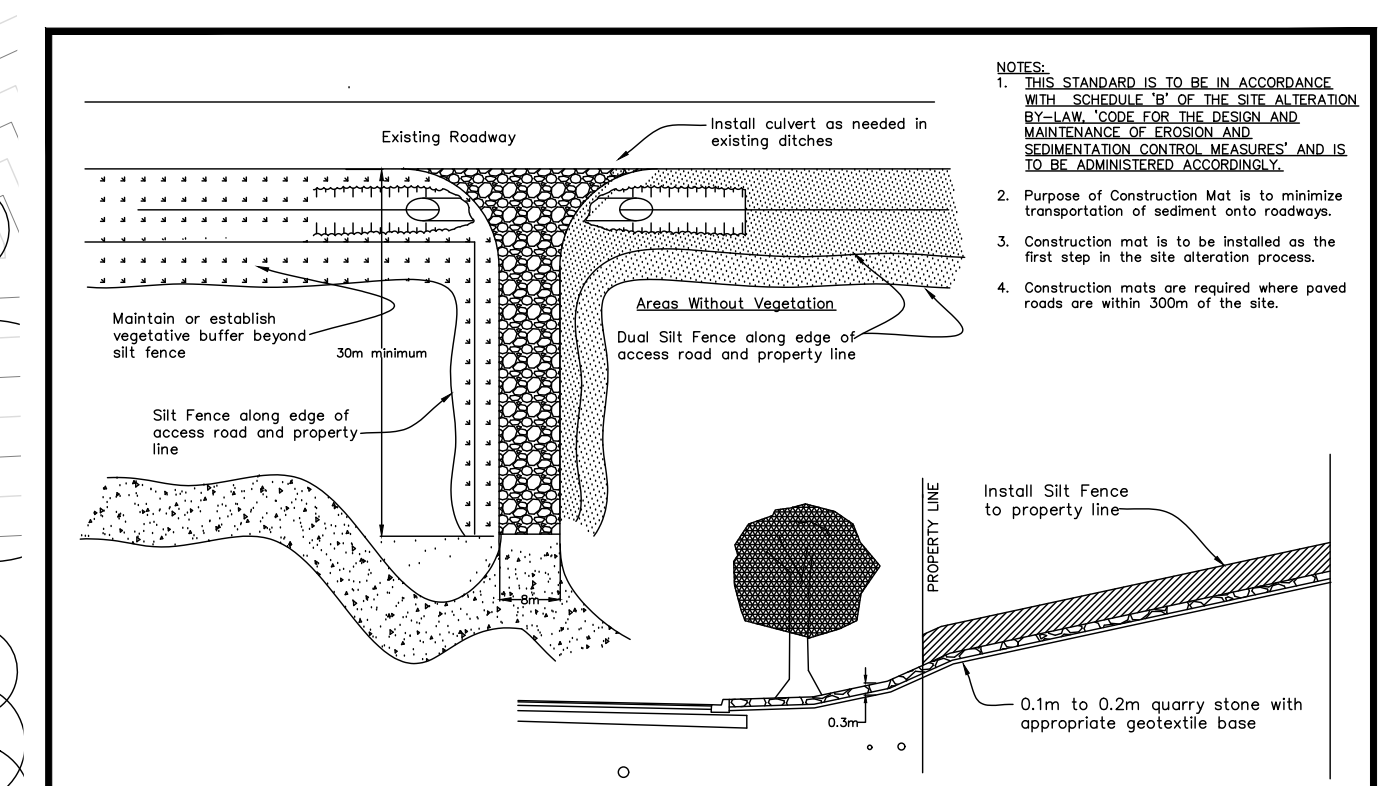 Existing Roadway
Install culvert as needed in
existing ditches
Maintain or establish
vegetative buffer beyond
silt fence
30m minimum
Silt Fence along edge of
access road and property
line
Areas Without Vegetation
Dual Silt Fence along edge of
access road and property line
8m
NOTES:
1. THIS STANDARD IS TO BE IN ACCORDANCE
WITH SCHEDULE 'B' OF THE SITE ALTERATION
BY-LAW, 'CODE FOR THE DESIGN AND
MAINTENANCE OF EROSION AND
SEDIMENTATION CONTROL MEASURES' AND IS
TO BE ADMINISTERED ACCORDINGLY.
2. Purpose of Construction Mat is to minimize
transportation of sediment onto roadways.
3. Construction mat is to be installed as the
first step in the site alteration process.
4. Construction mats are required where paved
roads are within 300m of the site.
PROPERTY LINE
Install Silt Fence
to property line
0.3m
0.1m to 0.2m quarry stone with
appropriate geotextile base